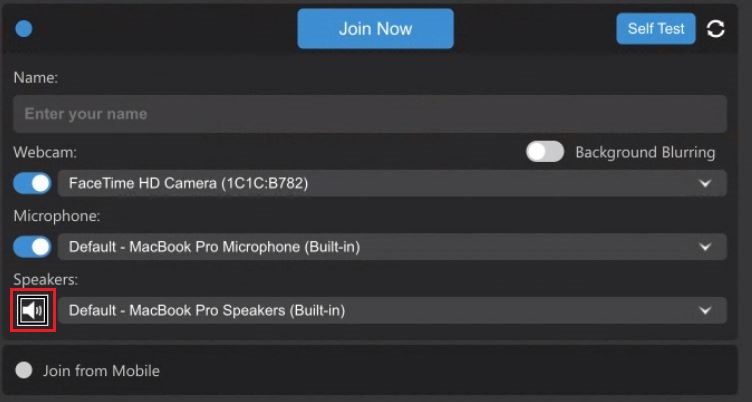 Join Now
Self Test
Name:
Enter your name
Webcam:
Background Blurring
FaceTime HD Camera (1C1C:B782)
Microphone:
Default - MacBook Pro Microphone (Built-in)
Speakers:
Default - MacBook Pro Speakers (Built-in)
Join from Mobile